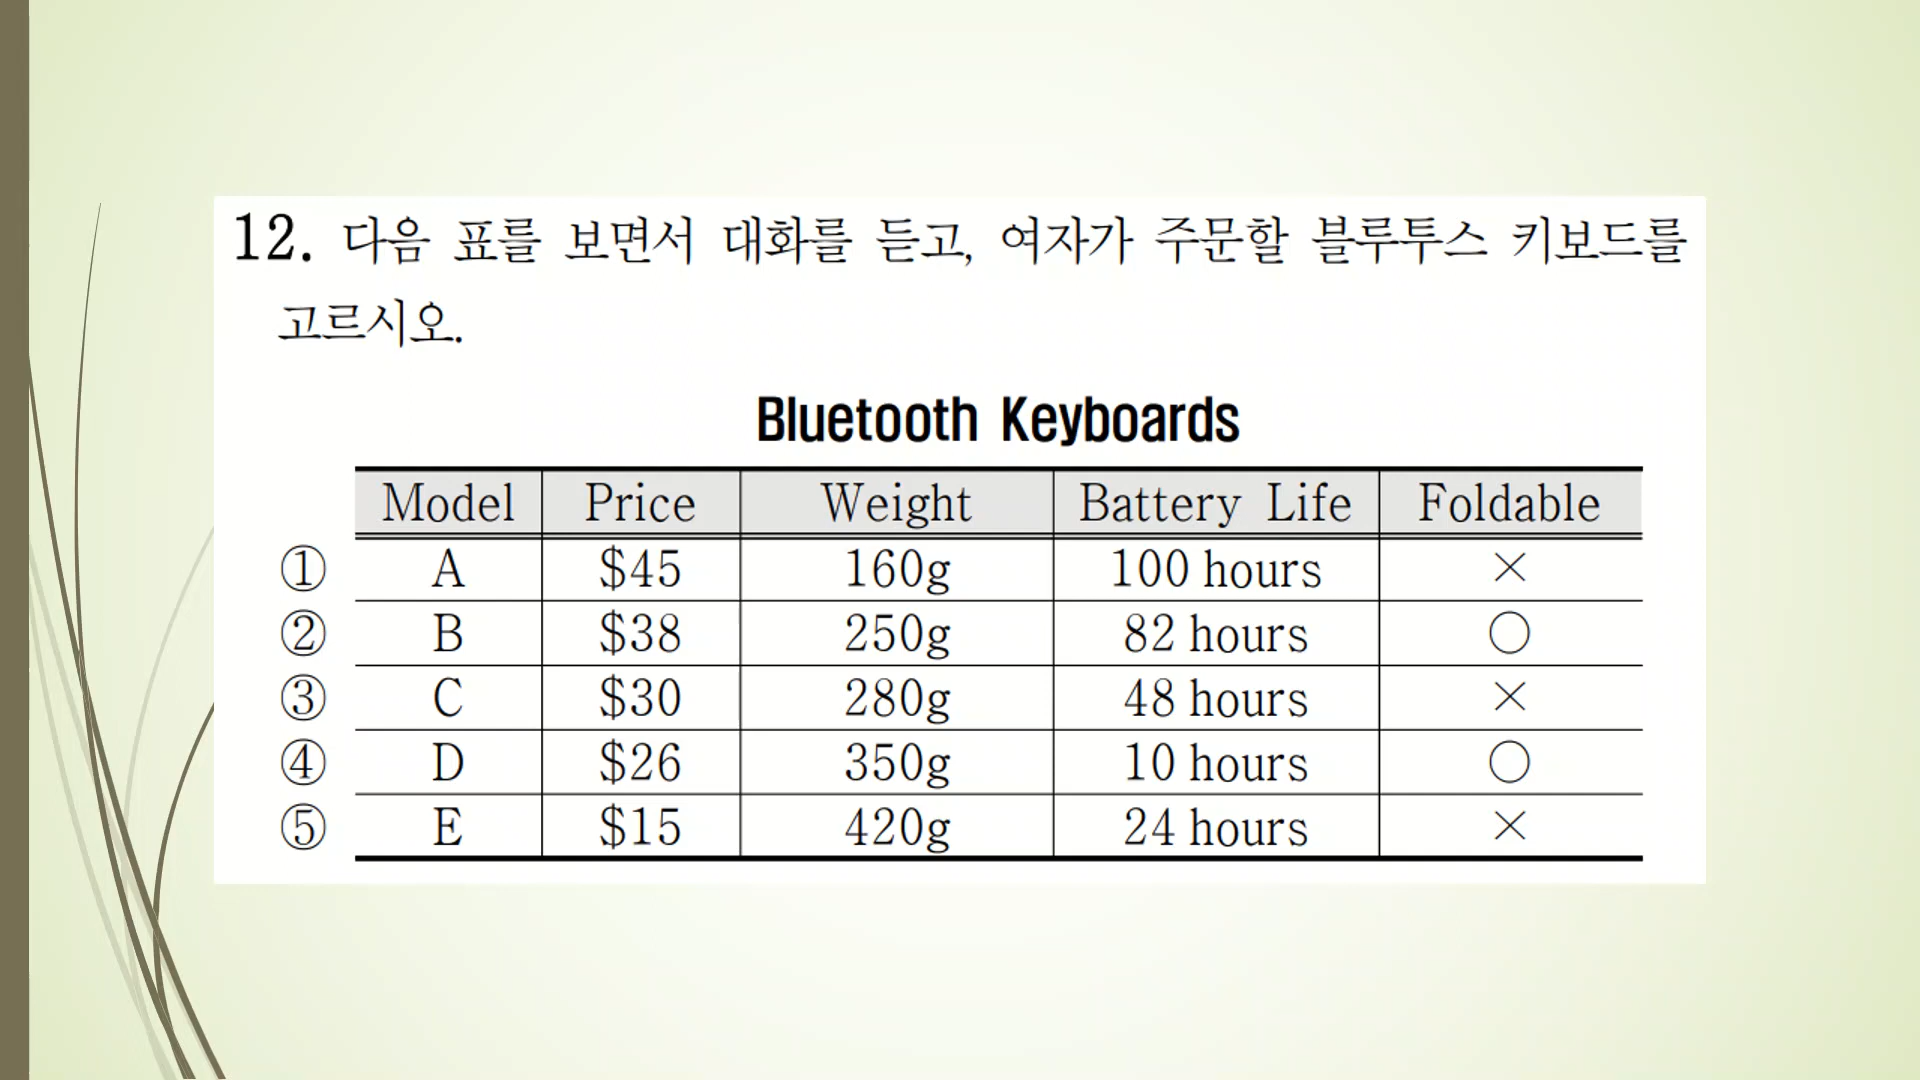 12. 다음 표를 보면서 대화를 듣고, 여자가 주문할 블루투스 키보드를
고르시오.
Bluetooth Keyboards
Model Price Weight Battery Life Foldable
① A $45 160g 100 hours ×
② B $38 250g 82 hours ○
③ C $30 280g 48 hours ×
④ D $26 350g 10 hours ○
⑤ E $15 420g 24 hours ×